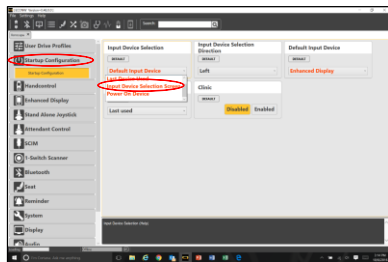 File Settings Help
Search
User Drive Profiles
Startup Configuration
Startup Configuration
Handcontrol
Enhanced Display
Stand Alone Joystick
Attendant Control
SCIM
1-Switch Scanner
Bluetooth
Seat
Reminder
System
Display
Audio
Input Device Selection
DEFAULT
Default Input Device
Last Device Used
Input Device Selection Screen
Power On Device
Last used
Input Device Selection
Direction
DEFAULT
Left
Clinic
DEFAULT
Disabled Enabled
Default Input Device
DEFAULT
Enhanced Display
Input Device Selection (Help)